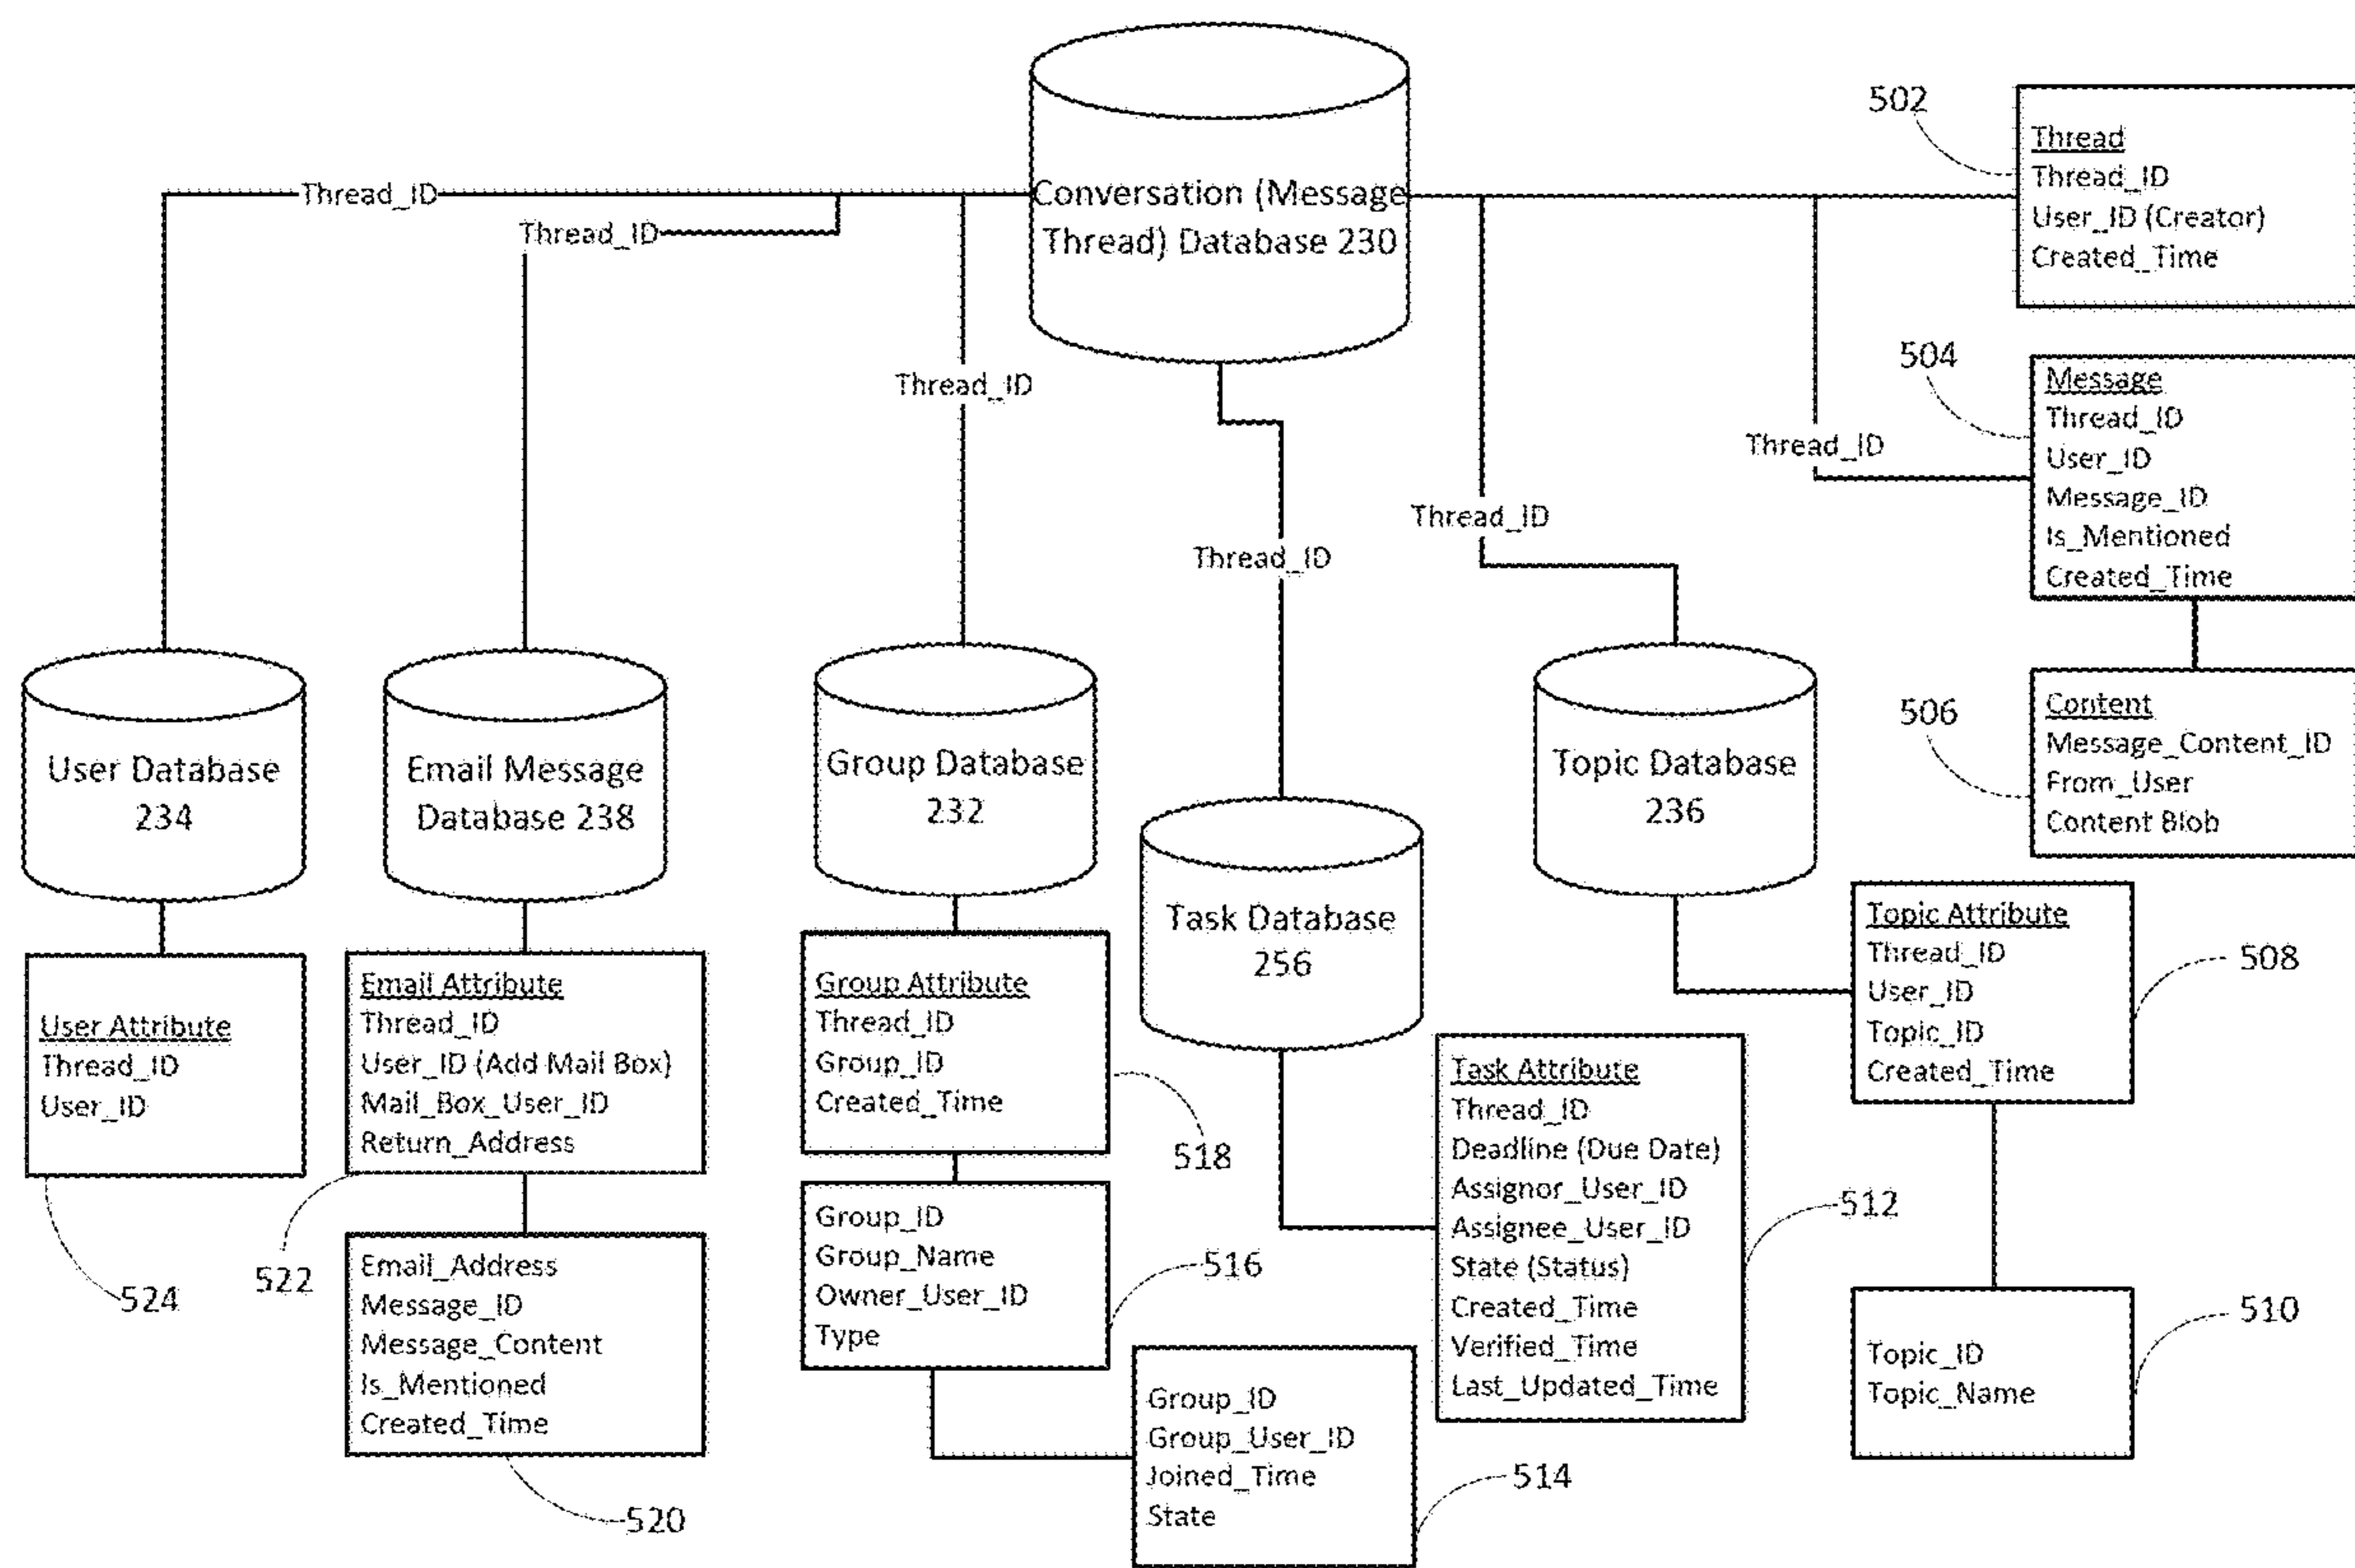 Conversation (Message
Thread) Database 230
Thread_ID
Thread_ID
Thread_ID
Thread_ID
Thread_ID
Thread_ID
502
Thread
Thread_ID
User_ID (Creator)
Created_Time
504
Message
Thread_ID
User_ID
Message_ID
Is_Mentioned
Created_Time
506
Content
Message_Content_ID
From_User
Content Blob
User Database
234
Email Message
Database 238
Group Database
232
Task Database
256
Topic Database
236
User Attribute
Thread_ID
User_ID
524
Email Attribute
Thread_ID
User_ID (Add Mail Box)
Mail_Box_User_ID
Return_Address
522
Email_Address
Message_ID
Message_Content
Is_Mentioned
Created_Time
520
Group Attribute
Thread_ID
Group_ID
Created_Time
518
Group_ID
Group_Name
Owner_User_ID
Type
516
Group_ID
Group_User_ID
Joined_Time
State
514
Task Attribute
Thread_ID
Deadline (Due Date)
Assignor_User_ID
Assignee_User_ID
State (Status)
Created_Time
Verified_Time
Last_Updated_Time
512
Topic Attribute
Thread_ID
User_ID
Topic_ID
Created_Time
508
Topic_ID
Topic_Name
510